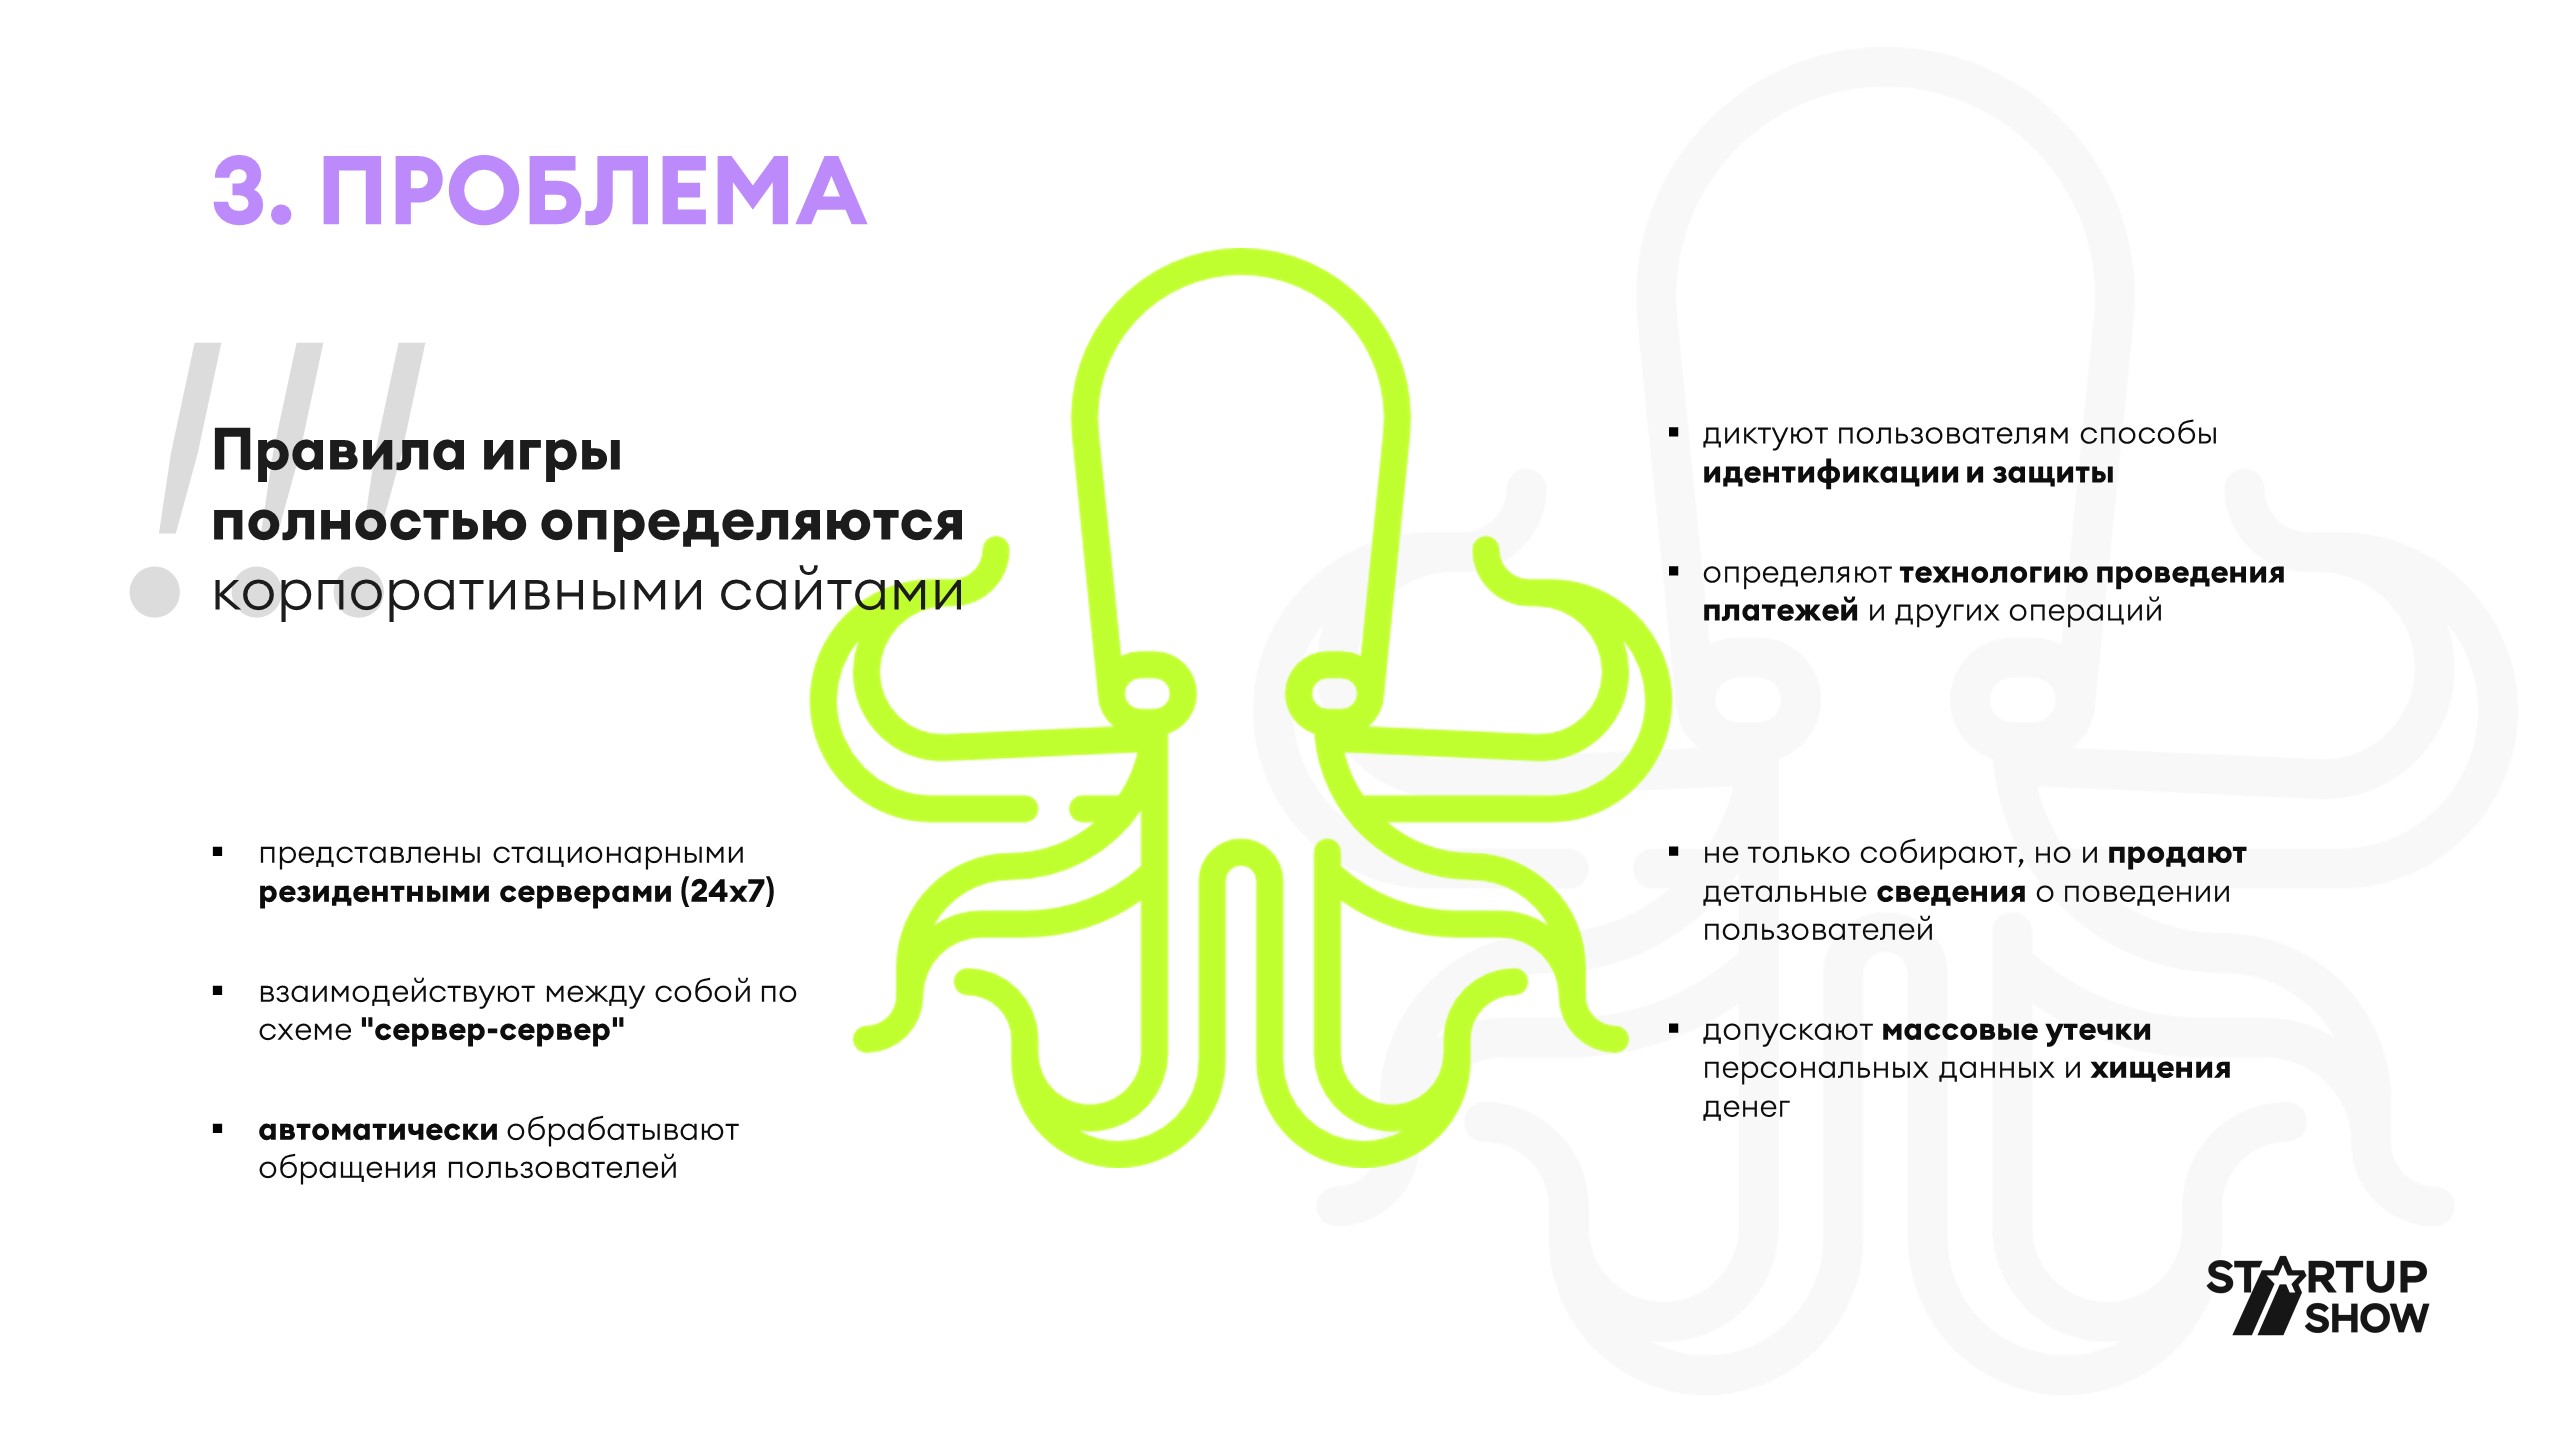 3. ПРОБЛЕМА
!!!
Правила игры
полностью определяются
корпоративными сайтами
▪ представлены стационарными
резидентными серверами (24x7)
▪ взаимодействуют между собой по
схеме "сервер-сервер"
▪ автоматически обрабатывают
обращения пользователей
▪ диктуют пользователям способы
идентификации и защиты
▪ определяют технологию проведения
платежей и других операций
▪ не только собирают, но и продают
детальные сведения о поведении
пользователей
▪ допускают массовые утечки
персональных данных и хищения
денег
STARTUP
SHOW